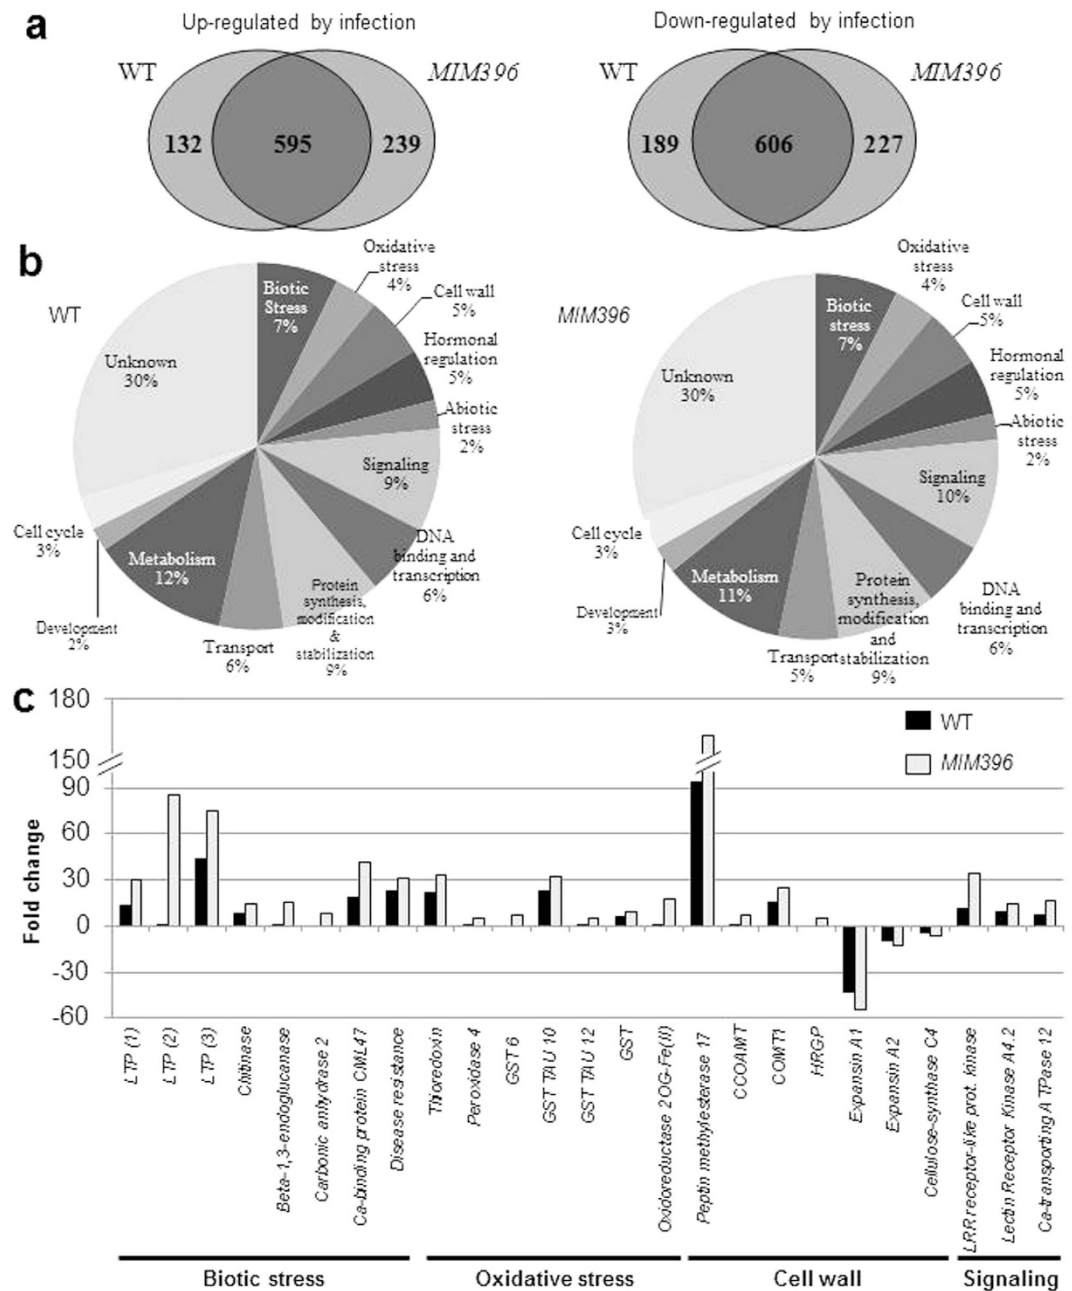 a
Up-regulated by infection
WT
MIM396
132
595
239
Down-regulated by infection
WT
MIM396
189
606
227
b
WT
Biotic
Stress
7%
Oxidative
stress
4%
Cell wall
5%
Hormonal
regulation
5%
Abiotic
stress
2%
Signaling
9%
DNA
binding and
transcription
6%
Protein
synthesis,
modification
&
stabilization
9%
Transport
6%
Metabolism
12%
Development
2%
Cell cycle
3%
Unknown
30%
MIM396
Biotic
stress
7%
Oxidative
stress
4%
Cell wall
5%
Hormonal
regulation
5%
Abiotic
stress
2%
Signaling
10%
DNA
binding and
transcription
6%
Protein
synthesis,
modification
and
stabilization
9%
Transport
5%
Metabolism
11%
Development
3%
Cell cycle
3%
Unknown
30%
c
Fold change
180
150
90
60
30
0
-30
-60
WT
MIM396
LTP (1)
LTP (2)
LTP (3)
Chitinase
Beta-1,3-endoglucanase
Carbonic anhydrase 2
Ca-binding protein CML47
Disease resistance
Thioredoxin
Peroxidase 4
GST 6
GST TAU 10
GST TAU 12
GST
Oxidoreductase 2OG-Fe(II)
Peptin methylesterase 17
CCOAMT
COMT1
HRGP
Expansin A1
Expansin A2
Cellulose-synthase C4
LRR receptor-like prot. kinase
Lectin Receptor Kinase A4.2
Ca-transporting ATPase 12
Biotic stress
Oxidative stress
Cell wall
Signaling